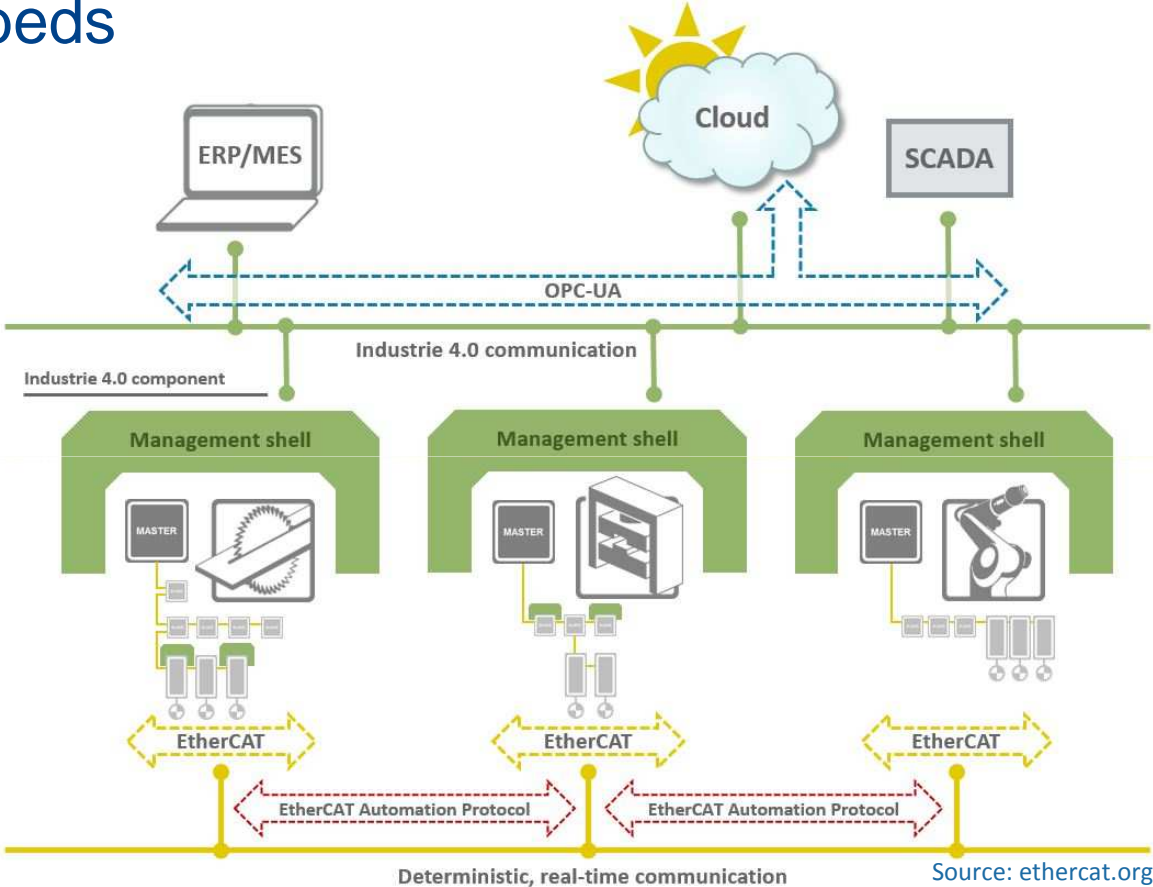 peds
Cloud
ERP/MES
SCADA
OPC-UA
Industrie 4.0 communication
Industrie 4.0 component
Management shell
Management shell
Management shell
MASTER
MASTER
MASTER
EtherCAT
EtherCAT
EtherCAT
EtherCAT Automation Protocol
EtherCAT Automation Protocol
Deterministic, real-time communication
Source: ethercat.org